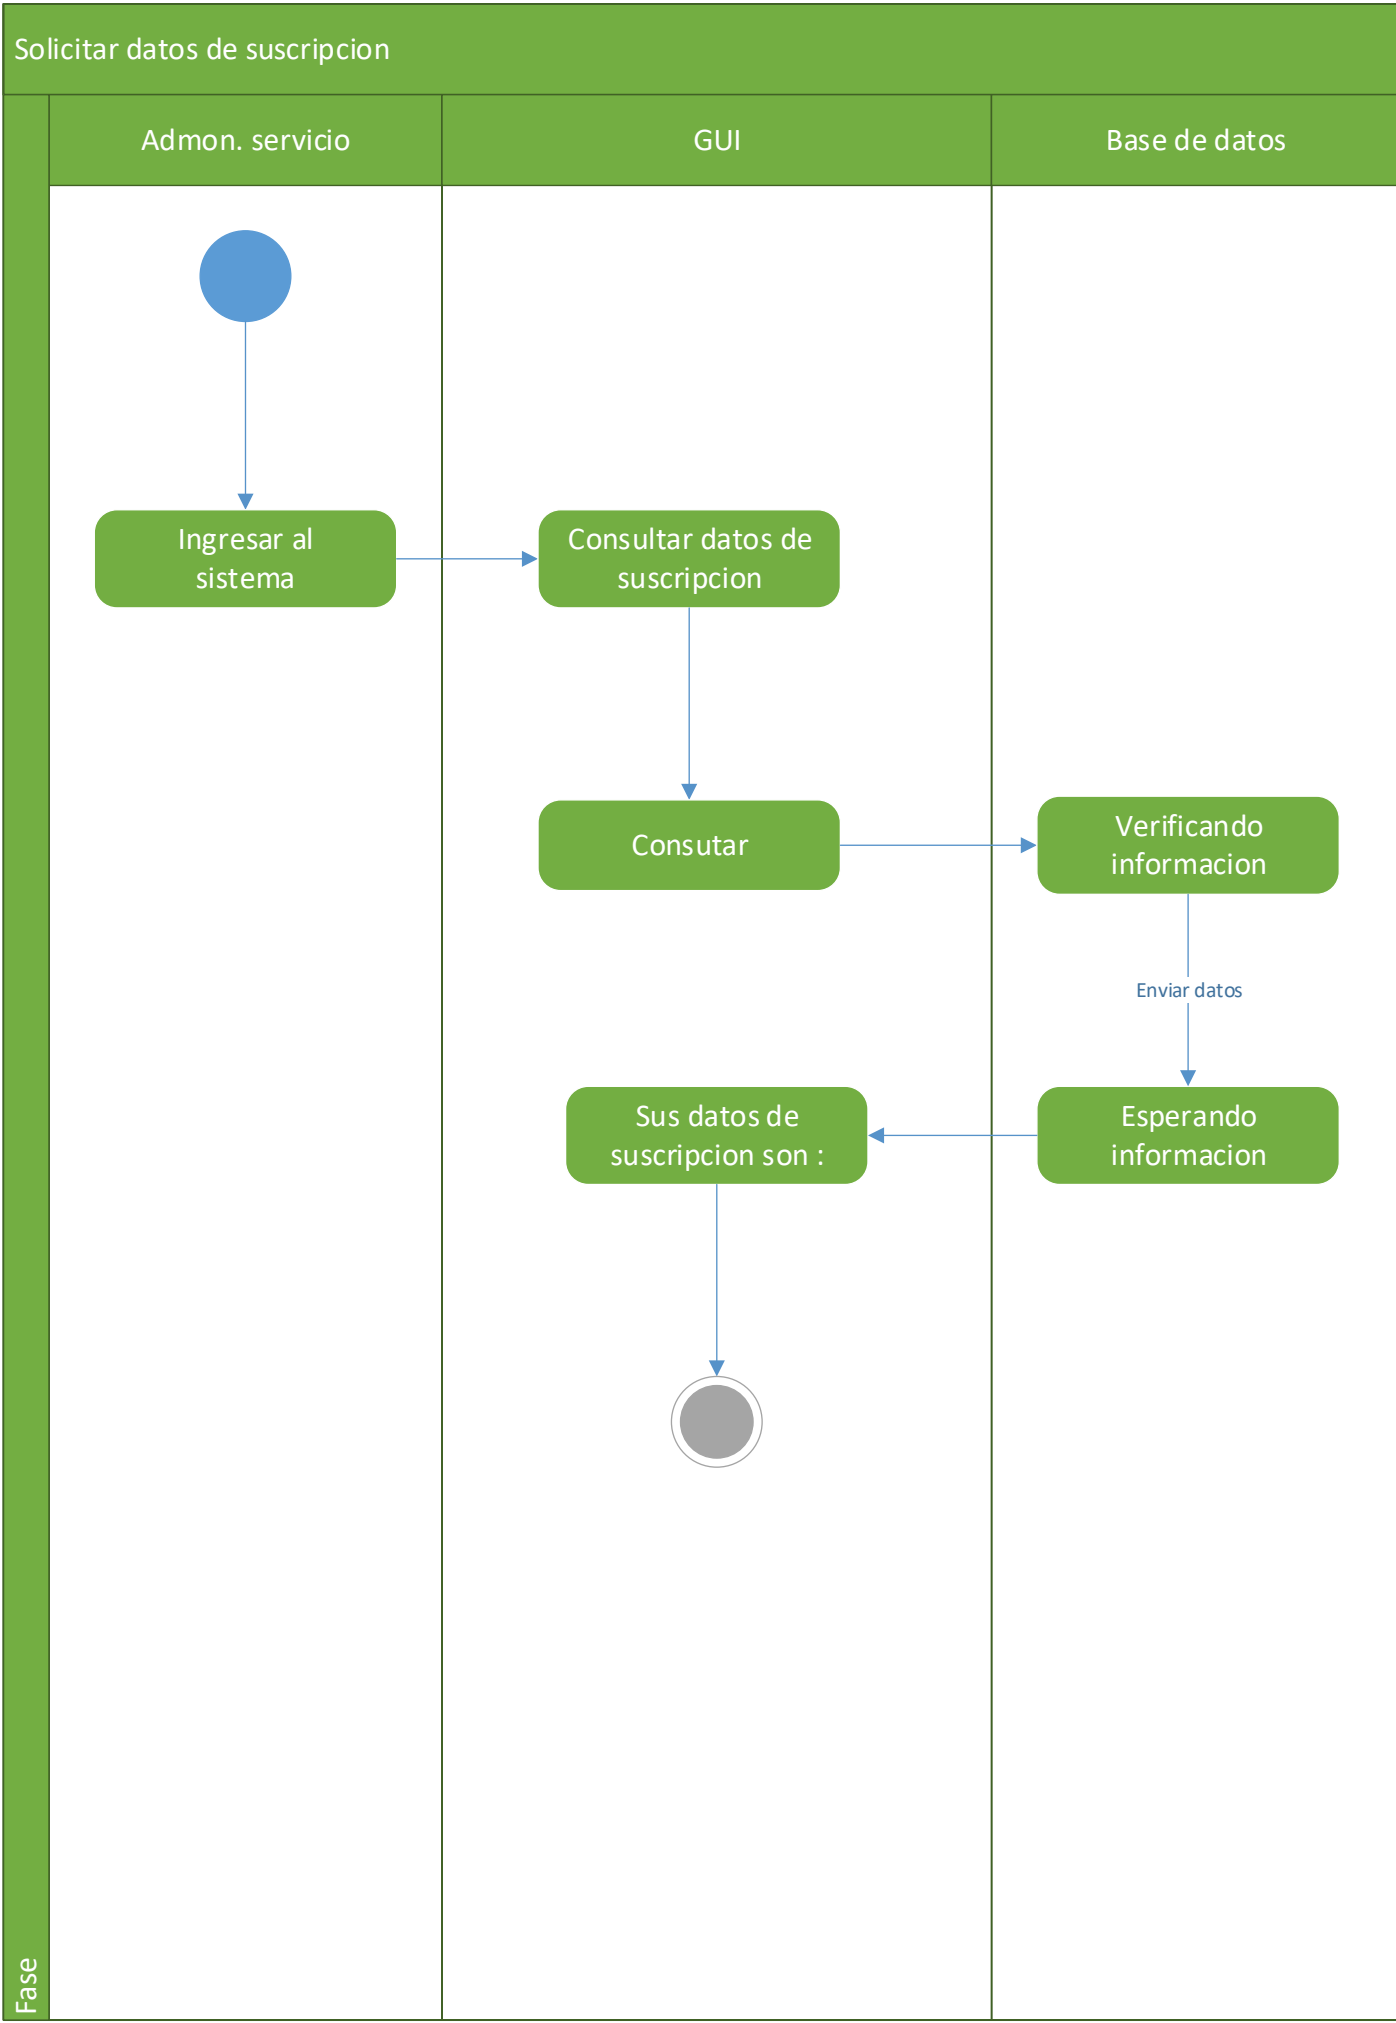 Solicitar datos de suscripcion
Admon. servicio
GUI
Base de datos
Ingresar al
sistema
Consultar datos de
suscripcion
Consutar
Verificando
informacion
Enviar datos
Sus datos de
suscripcion son :
Esperando
informacion
Fase